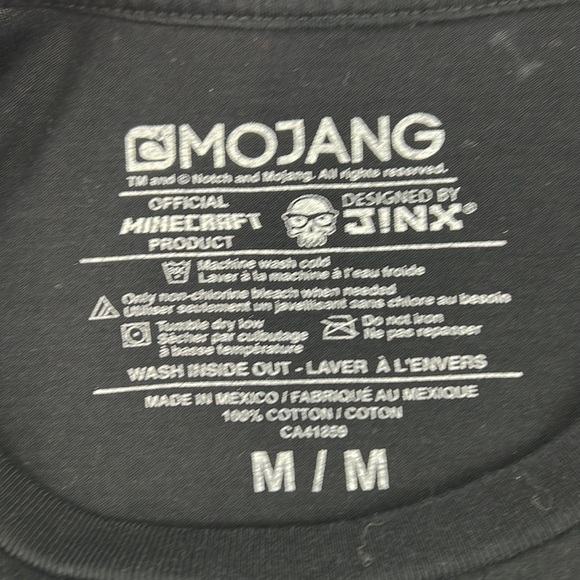 MOJANG
TM and © Notch and Mojang. All rights reserved.
OFFICIAL
MINECRAFT
PRODUCT
DESIGNED BY
J!NX®
Machine wash cold
Laver à la machine à l'eau froide
Only non-chlorine bleach when needed
Utiliser seulement un javellisant sans chlore au besoin
Tumble dry low
Sécher par culbutage
à basse température
Do not iron
Ne pas repasser
WASH INSIDE OUT - LAVER À L'ENVERS
MADE IN MEXICO / FABRIQUÉ AU MEXIQUE
100% COTTON / COTON
CA41859
M / M